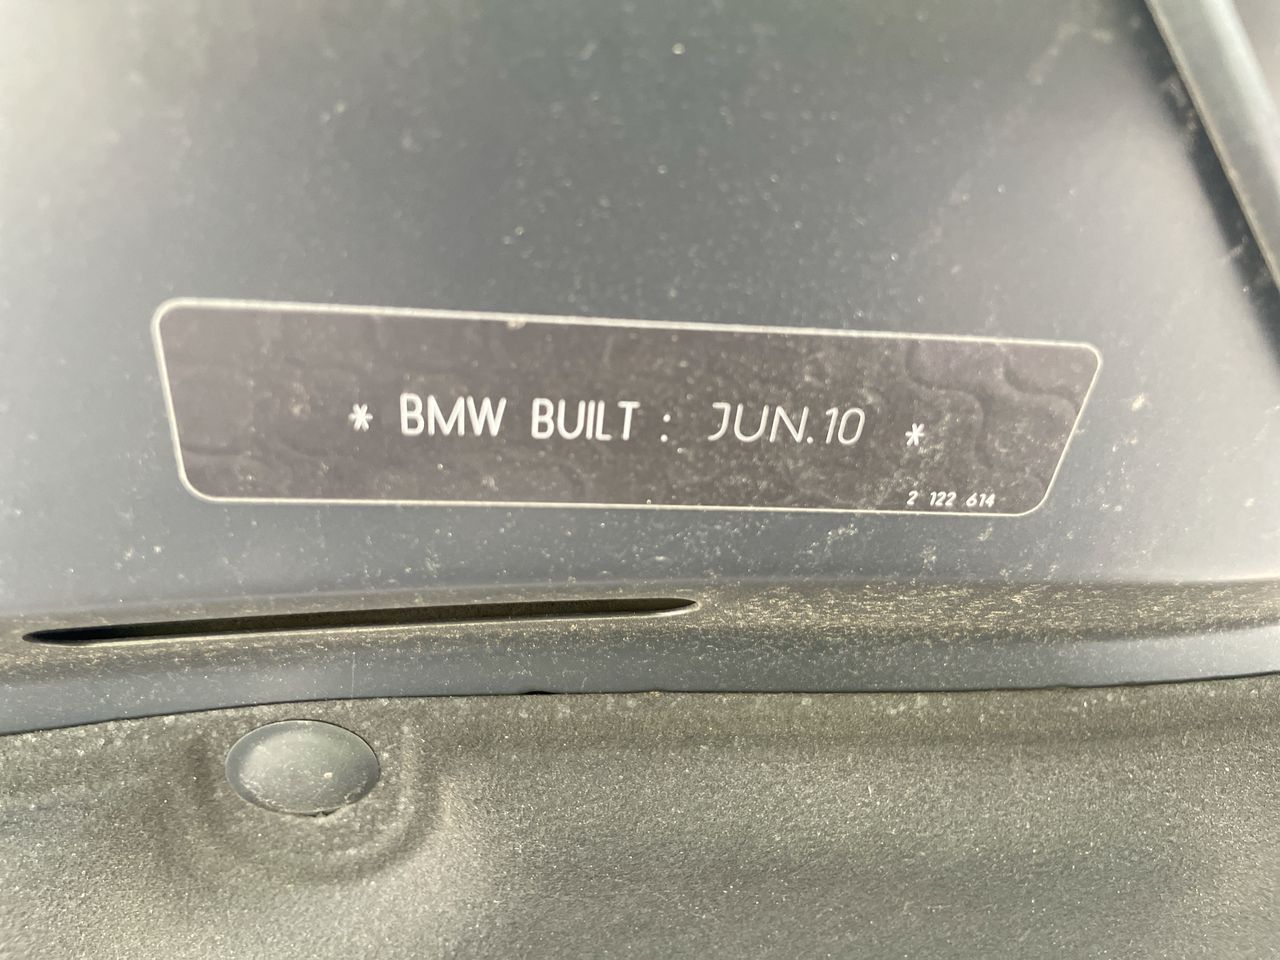 * BMW BUILT : JUN.10 *
2 122 614